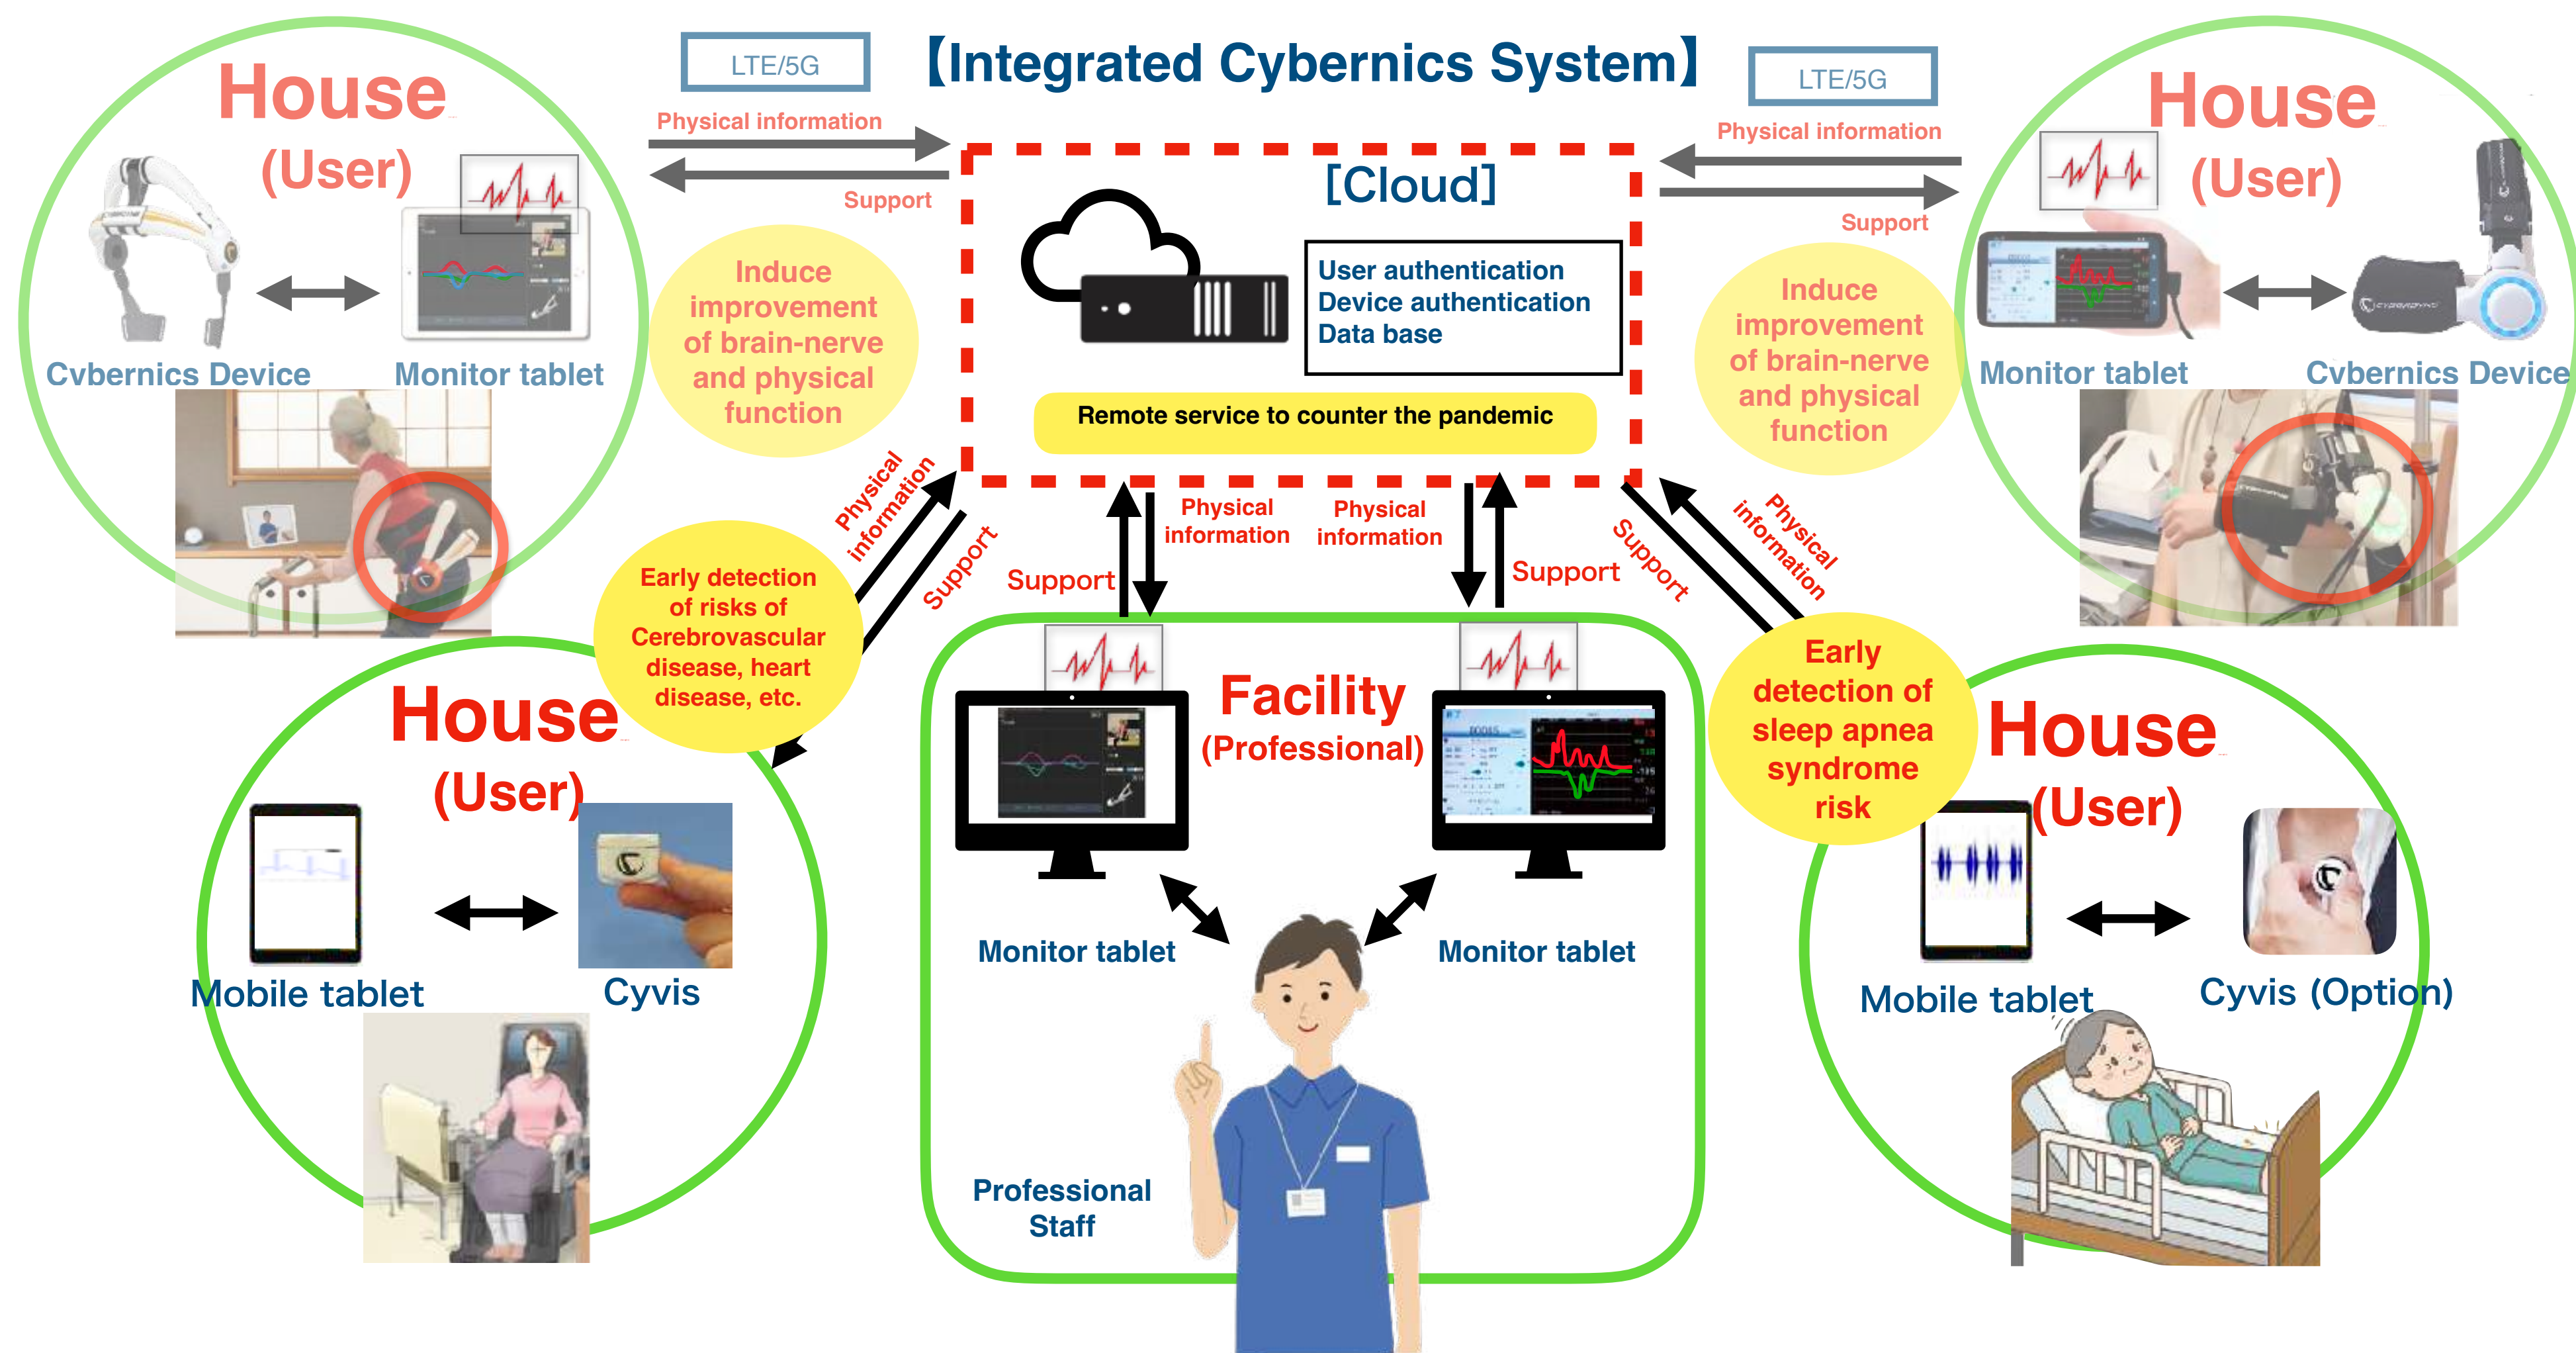 【Integrated Cybernics System】
House
(User)
Cybernics Device
Monitor tablet
LTE/5G
Physical information
Support
Induce
improvement
of brain-nerve
and physical
function
[Cloud]
User authentication
Device authentication
Data base
Remote service to counter the pandemic
LTE/5G
Physical information
Support
Induce
improvement
of brain-nerve
and physical
function
House
(User)
Monitor tablet
Cybernics Device
CYBERDYNE
Physical
information
Support
Early detection
of risks of
Cerebrovascular
disease, heart
disease, etc.
House
(User)
Mobile tablet
Cyvis
Support
Physical
information
Physical
information
Support
Facility
(Professional)
Monitor tablet
Monitor tablet
Professional
Staff
Support
Physical
information
Early
detection of
sleep apnea
syndrome
risk
House
(User)
Mobile tablet
Cyvis (Option)